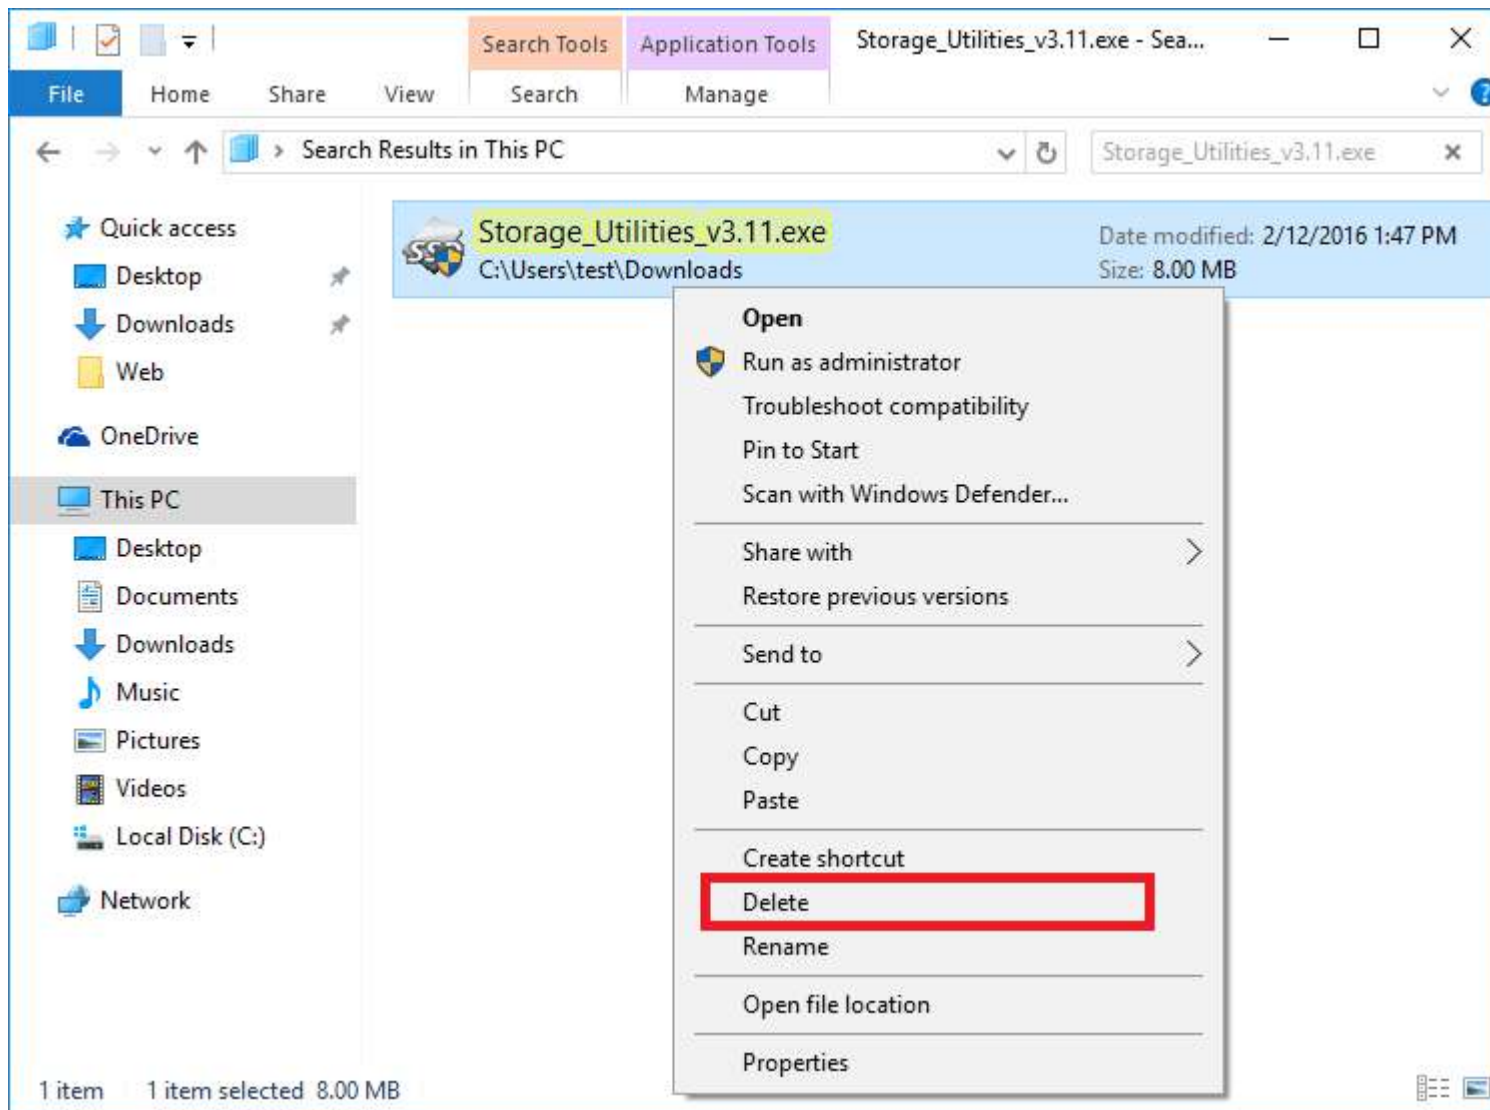 Search Tools
Application Tools
Storage_Utilities_v3.11.exe - Sea...
File
Home
Share
View
Search
Manage
?
Search Results in This PC
Storage_Utilities_v3.11.exe
Quick access
Desktop
Downloads
Web
OneDrive
This PC
Desktop
Documents
Downloads
Music
Pictures
Videos
Local Disk (C:)
Network
SSD
Storage_Utilities_v3.11.exe
C:\Users\test\Downloads
Date modified: 2/12/2016 1:47 PM
Size: 8.00 MB
Open
Run as administrator
Troubleshoot compatibility
Pin to Start
Scan with Windows Defender...
Share with
Restore previous versions
Send to
Cut
Copy
Paste
Create shortcut
Delete
Rename
Open file location
Properties
1 item
1 item selected 8.00 MB